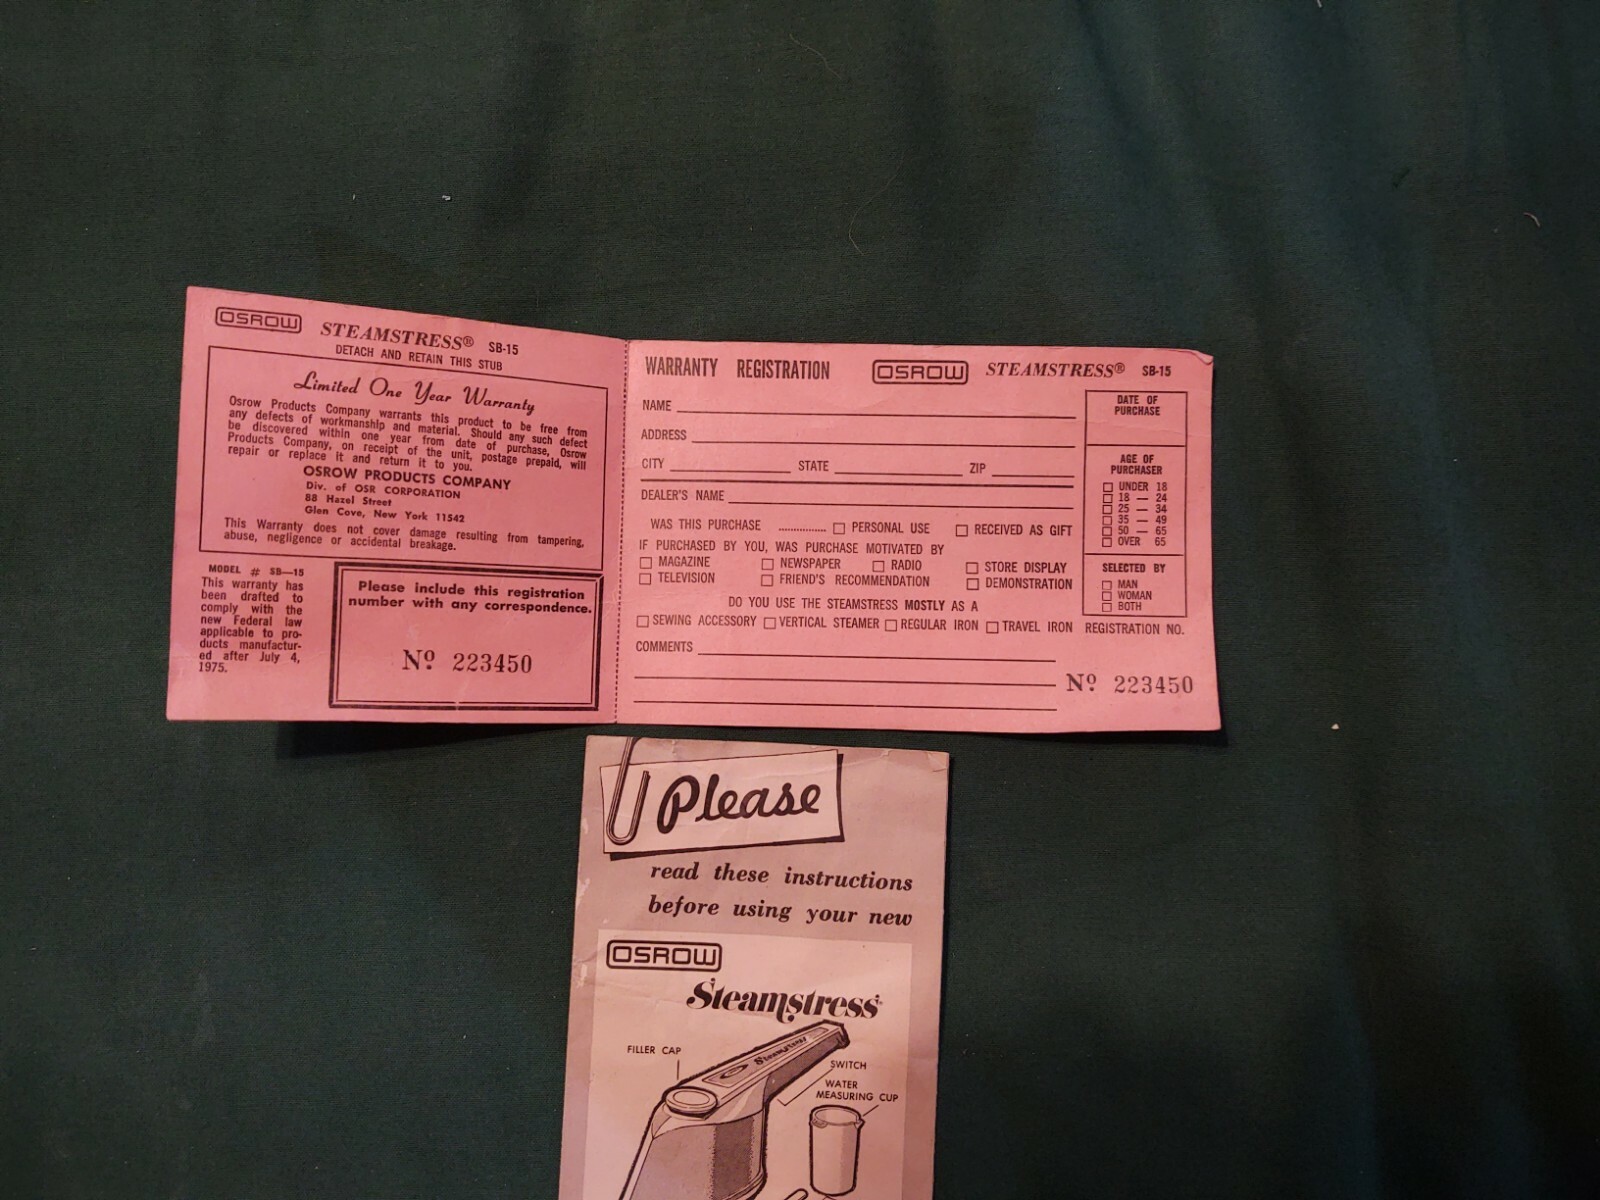 OSROW STEAMSTRESS® SB-15
DETACH AND RETAIN THIS STUB
Limited One Year Warranty
Osrow Products Company warrants this product to be free from
any defects of workmanship and material. Should any such defect
be discovered within one year from date of purchase, Osrow
Products Company, on receipt of the unit, postage prepaid, will
repair or replace it and return it to you.
OSROW PRODUCTS COMPANY
Div. of OSR CORPORATION
88 Hazel Street
Glen Cove, New York 11542
This Warranty does not cover damage resulting from tampering,
abuse, negligence or accidental breakage.
MODEL # SB—15
This warranty has
been drafted to
comply with the
new Federal law
applicable to pro-
ducts manufactur-
ed after July 4,
1975.
Please include this registration
number with any correspondence.
Nº 223450
WARRANTY REGISTRATION OSROW STEAMSTRESS® SB-15
NAME
ADDRESS
CITY STATE ZIP
DEALER'S NAME
WAS THIS PURCHASE .............. PERSONAL USE RECEIVED AS GIFT
IF PURCHASED BY YOU, WAS PURCHASE MOTIVATED BY
MAGAZINE NEWSPAPER RADIO STORE DISPLAY
TELEVISION FRIEND'S RECOMMENDATION DEMONSTRATION
DO YOU USE THE STEAMSTRESS MOSTLY AS A
SEWING ACCESSORY VERTICAL STEAMER REGULAR IRON TRAVEL IRON
COMMENTS
DATE OF
PURCHASE
AGE OF
PURCHASER
UNDER 18
18 — 24
25 — 34
35 — 49
50 — 65
OVER 65
SELECTED BY
MAN
WOMAN
BOTH
REGISTRATION NO.
Nº 223450
Please
read these instructions
before using your new
OSROW
Steamstress
FILLER CAP
Steamstress
SWITCH
WATER
MEASURING CUP